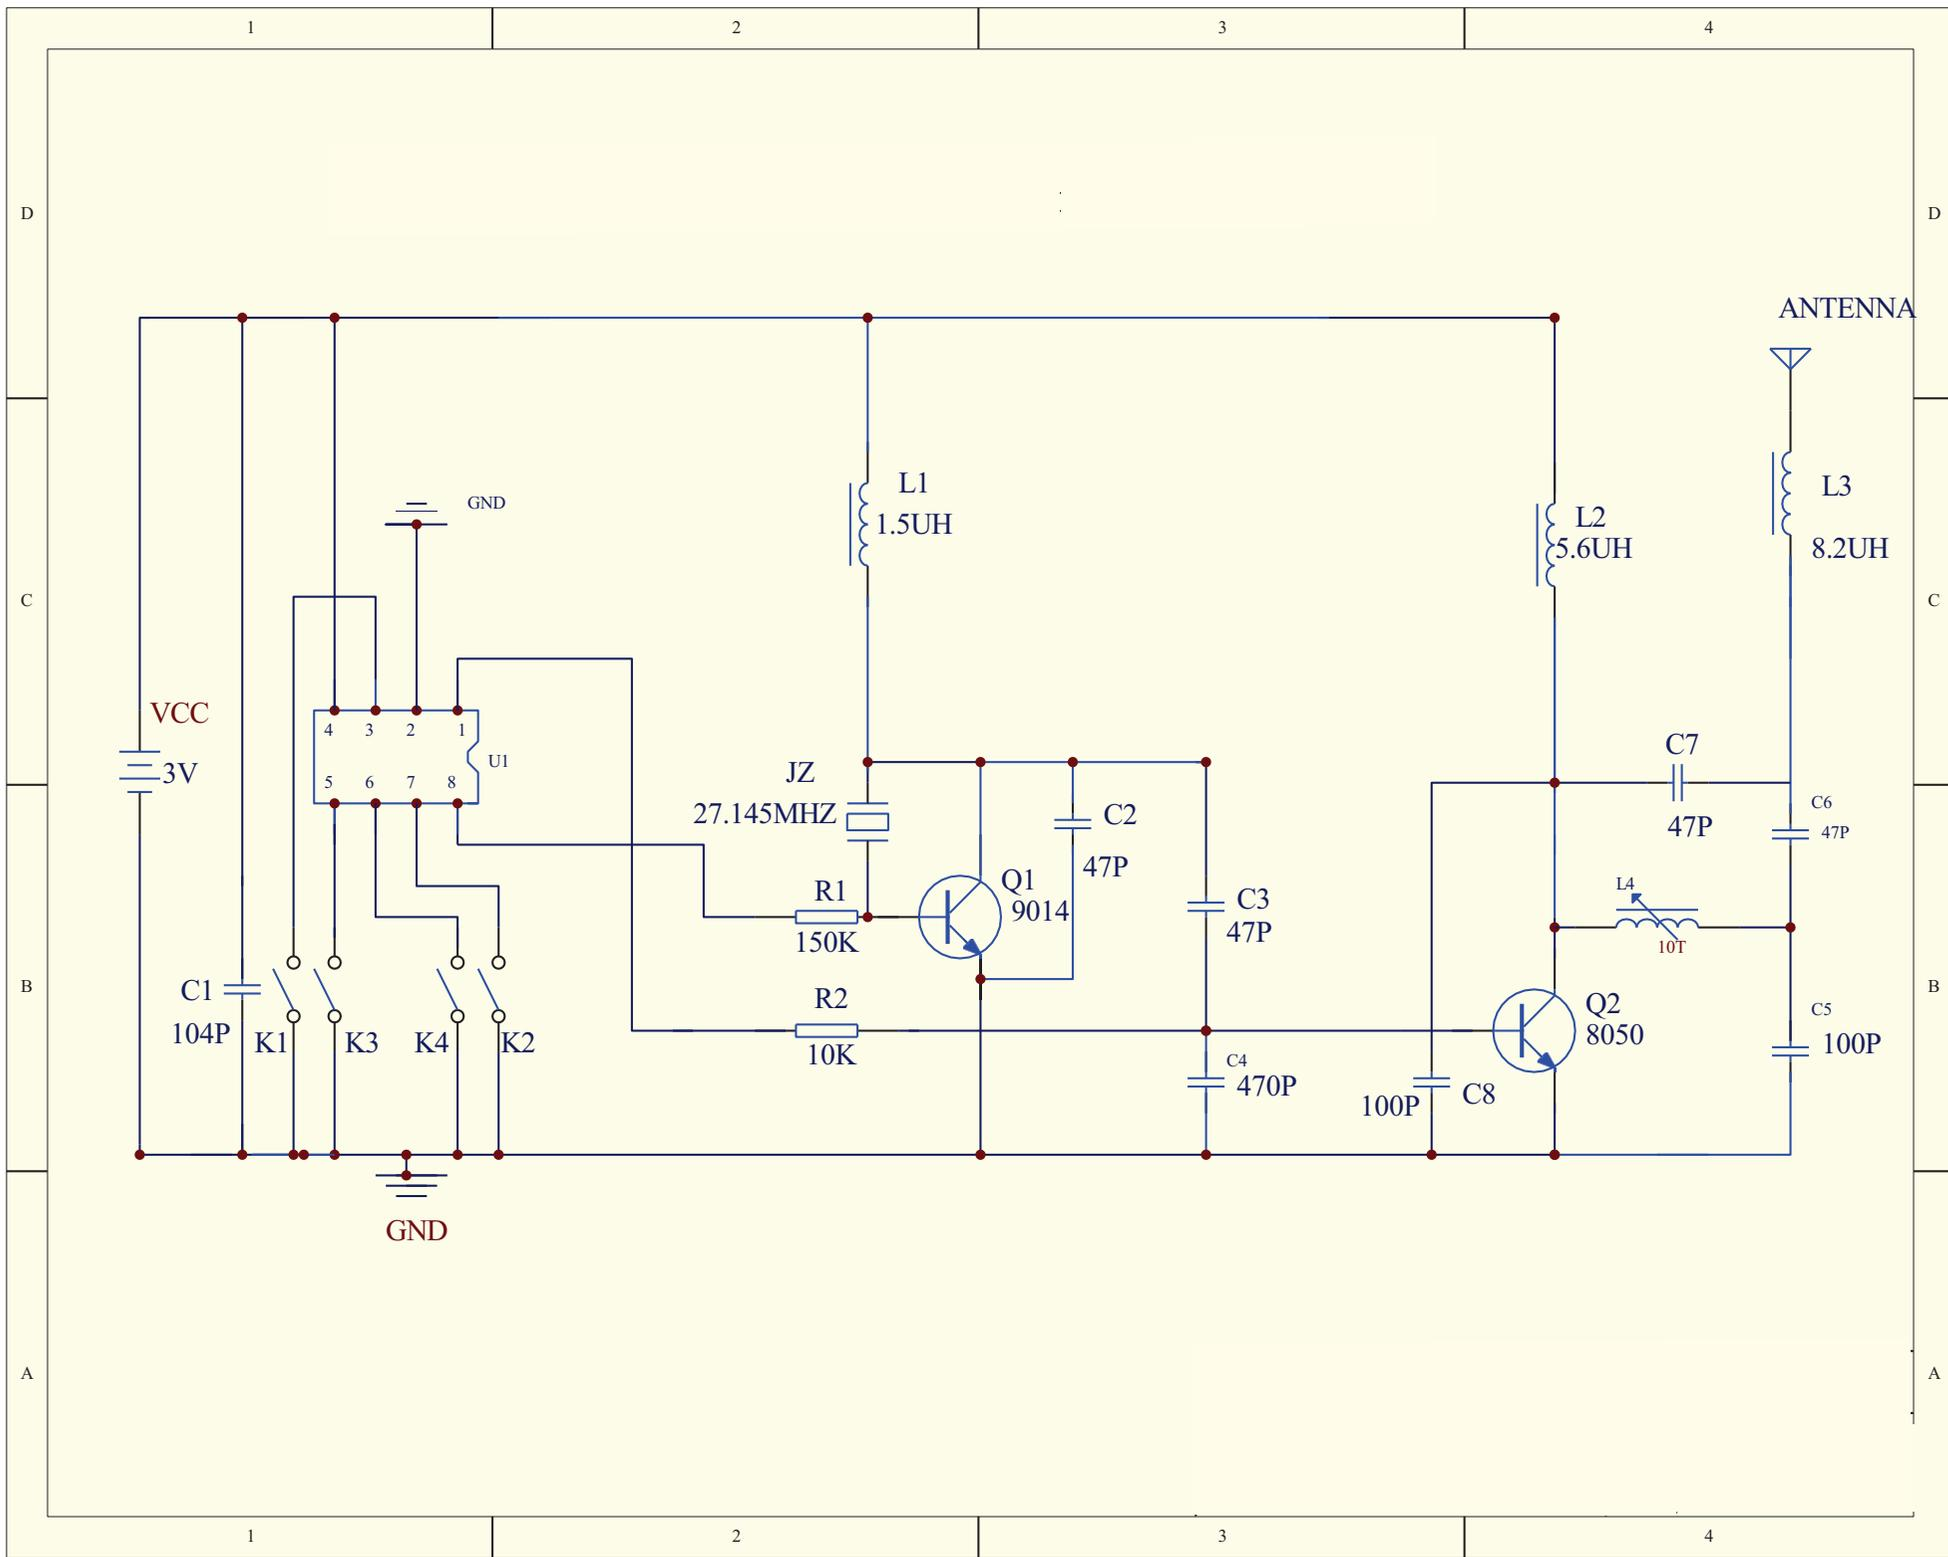 1 2 3 4
D D
ANTENNA
L1
1.5UH
GND
L2
5.6UH
L3
8.2UH
C C
VCC
3V
4 3 2 1
U1
5 6 7 8
JZ
27.145MHZ
C2
47P
C7
47P
C6
47P
R1
150K
Q1
9014
C3
47P
L4
10T
C1
104P
K1 K3 K4 K2
R2
10K
C4
470P
100P C8
Q2
8050
C5
100P
B B
GND
A A
1 2 3 4